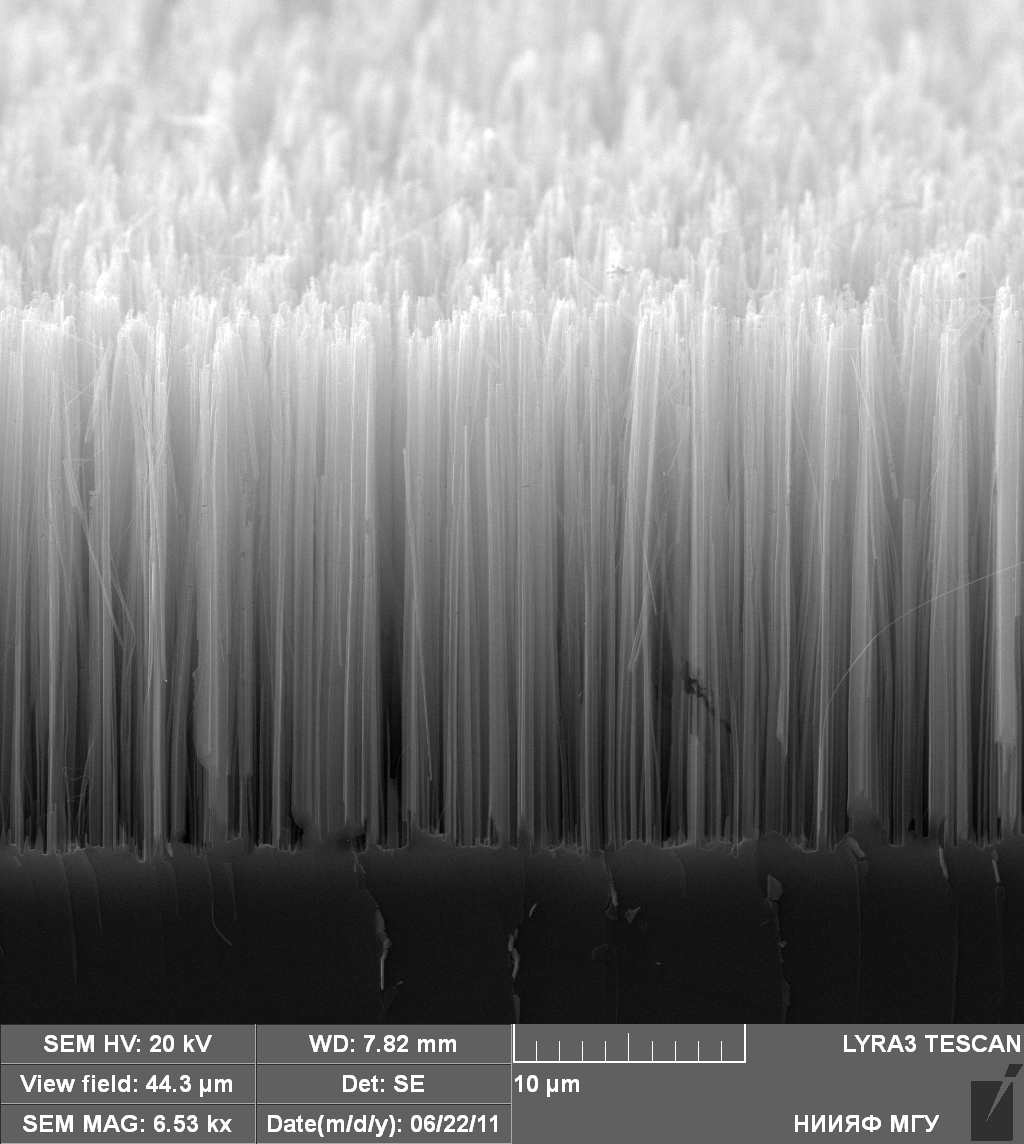 SEM HV: 20 kV
WD: 7.82 mm
LYRA3 TESCAN
View field: 44.3 µm
Det: SE
10 µm
SEM MAG: 6.53 kx
Date(m/d/y): 06/22/11
НИИЯФ МГУ